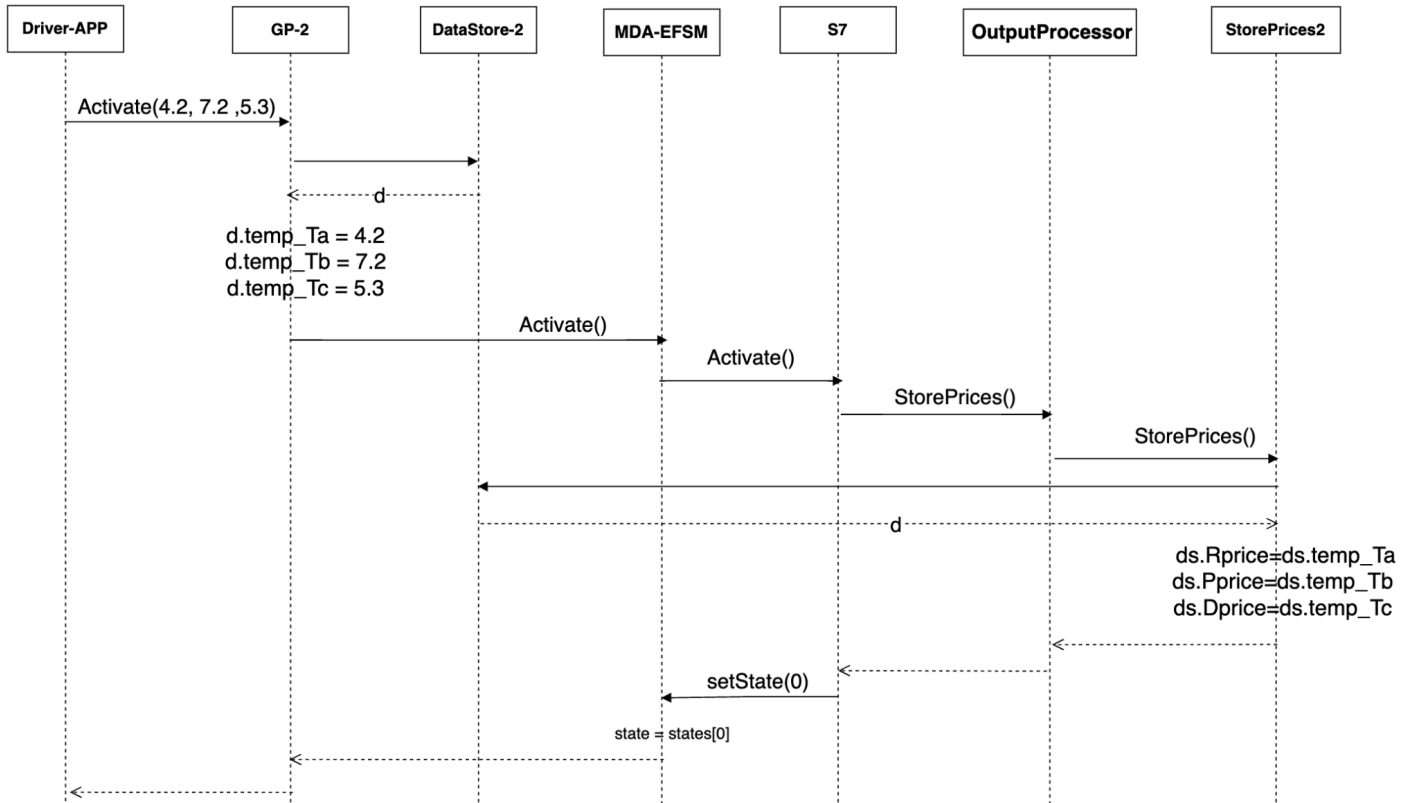 Driver-APP
GP-2
DataStore-2
MDA-EFSM
S7
OutputProcessor
StorePrices2
Activate(4.2, 7.2 ,5.3)
d
d.temp_Ta = 4.2
d.temp_Tb = 7.2
d.temp_Tc = 5.3
Activate()
Activate()
StorePrices()
StorePrices()
d
ds.Rprice=ds.temp_Ta
ds.Pprice=ds.temp_Tb
ds.Dprice=ds.temp_Tc
setState(0)
state = states[0]